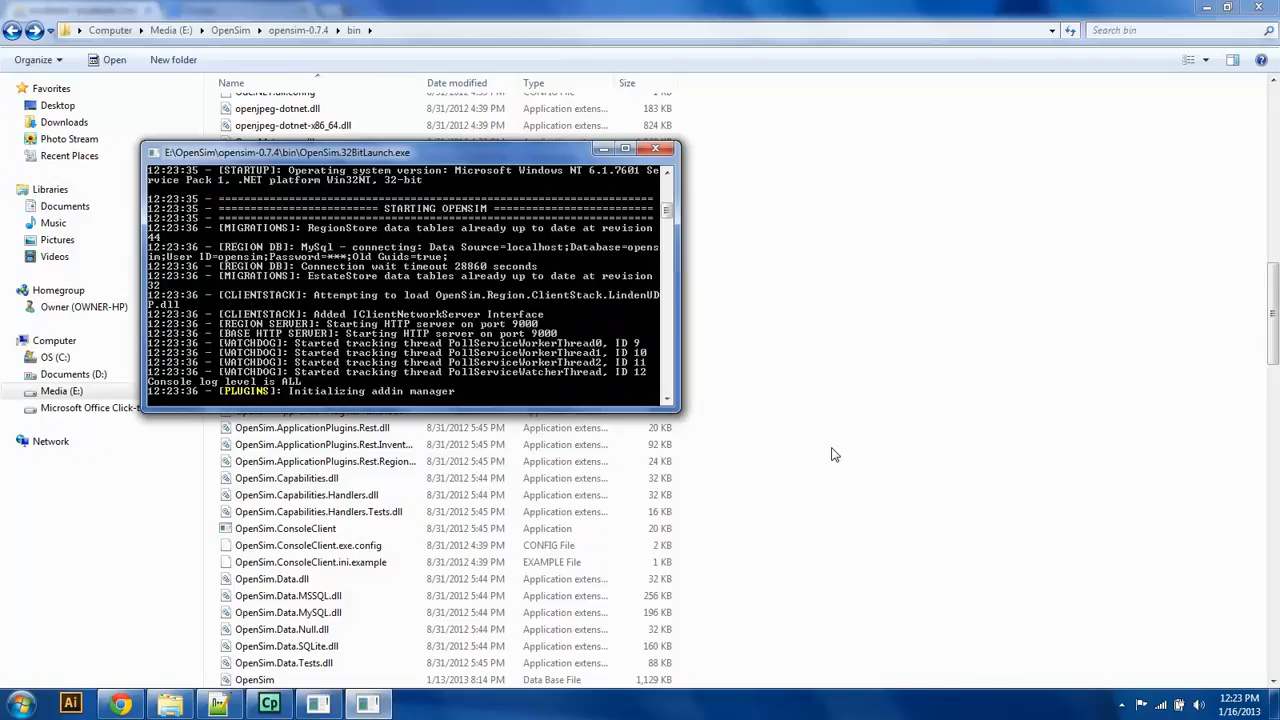 Computer
Media (E:)
OpenSim
opensim-0.7.4
bin
Search bin
Organize
Open
New folder
Name
Date modified
Type
Size
Favorites
Desktop
Downloads
Photo Stream
Recent Places
Libraries
Documents
Music
Pictures
Videos
Homegroup
Owner (OWNER-HP)
Computer
OS (C:)
Documents (D:)
Media (E:)
Microsoft Office Click-t
Network
openjpeg-dotnet.dll 8/31/2012 4:39 PM Application extens... 183 KB
openjpeg-dotnet-x86_64.dll 8/31/2012 4:39 PM Application extens... 824 KB
E:\OpenSim\opensim-0.7.4\bin\OpenSim.32BitLaunch.exe
12:23:35 - [STARTUP]: Operating system version: Microsoft Windows NT 6.1.7601 Se
rvice Pack 1, .NET platform Win32NT, 32-bit
12:23:35 - =====================================================================
12:23:35 - ========================= STARTING OPENSIM =========================
12:23:35 - =====================================================================
12:23:35 - [MIGRATIONS]: RegionStore data tables already up to date at revision
44
12:23:36 - [REGION DB]: MySql - connecting: Data Source=localhost;Database=opens
im;User ID=opensim;Password=***;Old Guids=true;
12:23:36 - [REGION DB]: Connection wait timeout 28860 seconds
12:23:36 - [MIGRATIONS]: EstateStore data tables already up to date at revision
32
12:23:36 - [CLIENTSTACK]: Attempting to load OpenSim.Region.ClientStack.LindenUD
P.dll
12:23:36 - [CLIENTSTACK]: Added IClientNetworkServer Interface
12:23:36 - [REGION SERVER]: Starting HTTP server on port 9000
12:23:36 - [BASE HTTP SERVER]: Starting HTTP server on port 9000
12:23:36 - [WATCHDOG]: Started tracking thread PollServiceWorkerThread0, ID 9
12:23:36 - [WATCHDOG]: Started tracking thread PollServiceWorkerThread1, ID 10
12:23:36 - [WATCHDOG]: Started tracking thread PollServiceWorkerThread2, ID 11
12:23:36 - [WATCHDOG]: Started tracking thread PollServiceWatcherThread, ID 12
Console log level is ALL
12:23:36 - [PLUGINS]: Initializing addin manager
OpenSim.ApplicationPlugins.Rest.dll 8/31/2012 5:45 PM Application extens... 20 KB
OpenSim.ApplicationPlugins.Rest.Invent... 8/31/2012 5:45 PM Application extens... 92 KB
OpenSim.ApplicationPlugins.Rest.Region... 8/31/2012 5:45 PM Application extens... 24 KB
OpenSim.Capabilities.dll 8/31/2012 5:44 PM Application extens... 32 KB
OpenSim.Capabilities.Handlers.dll 8/31/2012 5:44 PM Application extens... 32 KB
OpenSim.Capabilities.Handlers.Tests.dll 8/31/2012 5:45 PM Application extens... 16 KB
OpenSim.ConsoleClient 8/31/2012 5:45 PM Application 20 KB
OpenSim.ConsoleClient.exe.config 8/31/2012 4:39 PM CONFIG File 2 KB
OpenSim.ConsoleClient.ini.example 8/31/2012 4:39 PM EXAMPLE File 1 KB
OpenSim.Data.dll 8/31/2012 5:44 PM Application extens... 32 KB
OpenSim.Data.MSSQL.dll 8/31/2012 5:44 PM Application extens... 256 KB
OpenSim.Data.MySQL.dll 8/31/2012 5:44 PM Application extens... 196 KB
OpenSim.Data.Null.dll 8/31/2012 5:44 PM Application extens... 32 KB
OpenSim.Data.SQLite.dll 8/31/2012 5:44 PM Application extens... 160 KB
OpenSim.Data.Tests.dll 8/31/2012 5:44 PM Application extens... 88 KB
OpenSim 1/13/2013 8:14 PM Data Base File 1,129 KB
Ai
Cp
12:23 PM
1/16/2013